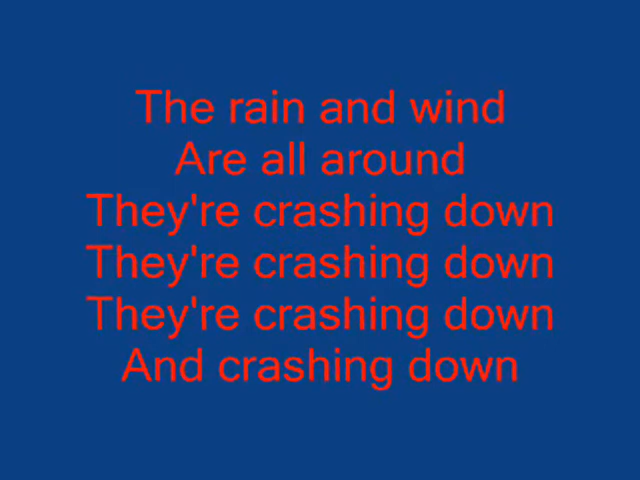 The rain and wind
Are all around
They're crashing down
They're crashing down
They're crashing down
And crashing down